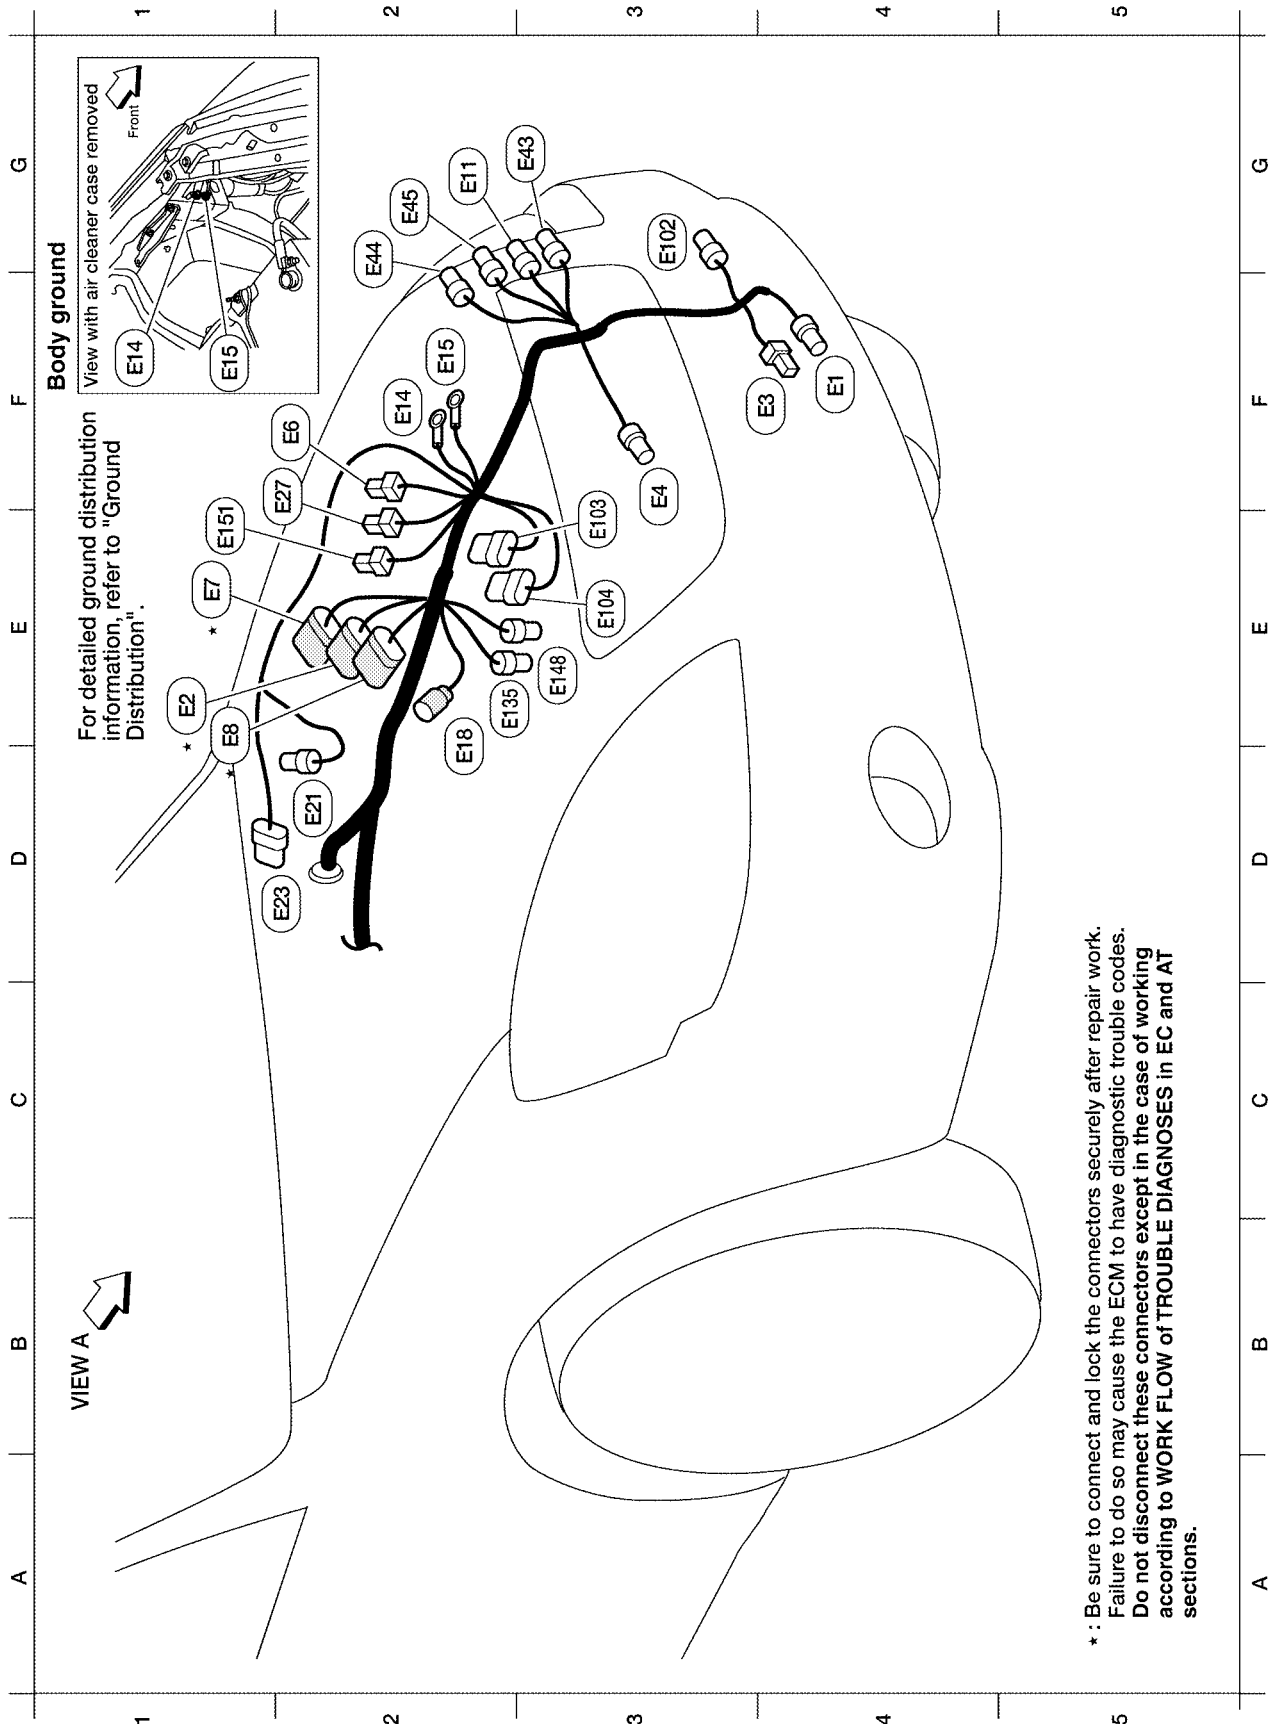 1
2
3
4
5
G
F
E
D
C
B
A
G
F
E
D
C
B
A
1
2
3
4
5
Body ground
View with air cleaner case removed
Front
E14
E15
For detailed ground distribution
information, refer to "Ground
Distribution".
VIEW A
E7
★
E2
★
E8
★
E151
E27
E6
E14
E15
E44
E45
E11
E43
E102
E3
E1
E4
E103
E104
E148
E135
E18
E21
E23
★ : Be sure to connect and lock the connectors securely after repair work.
Failure to do so may cause the ECM to have diagnostic trouble codes.
Do not disconnect these connectors except in the case of working
according to WORK FLOW of TROUBLE DIAGNOSES in EC and AT
sections.